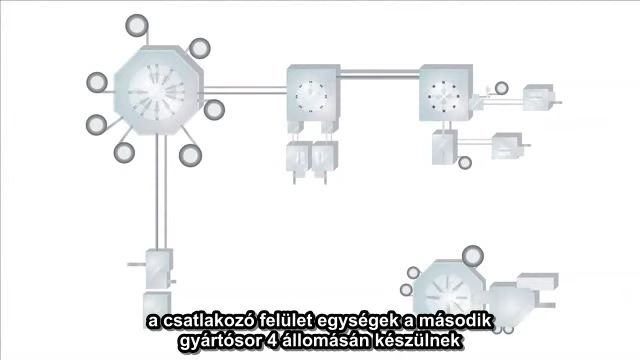 a csatlakozó felület egységek a második
gyártósor 4 állomásán készülnek